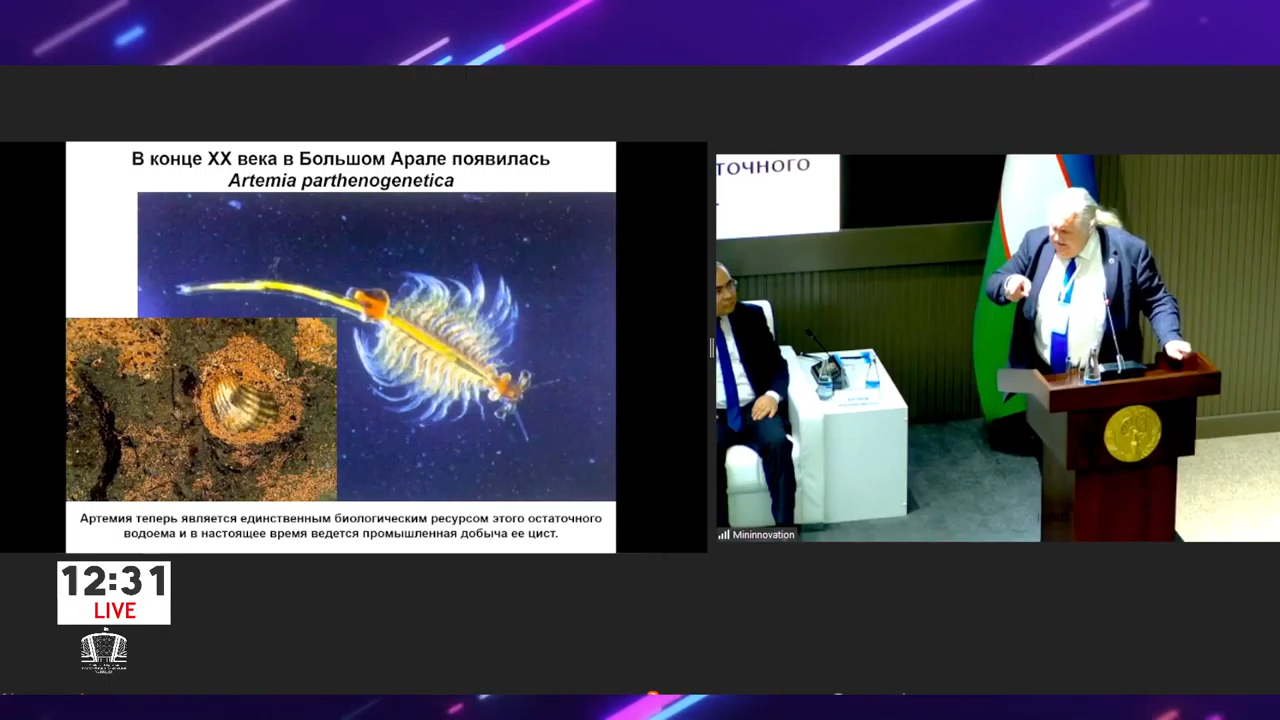 В конце XX века в Большом Арале появилась
Artemia parthenogenetica
Артемия теперь является единственным биологическим ресурсом этого остаточного
водоема и в настоящее время ведется промышленная добыча ее цист.
ТОЧНОГО
Mininnovation
12:31
LIVE